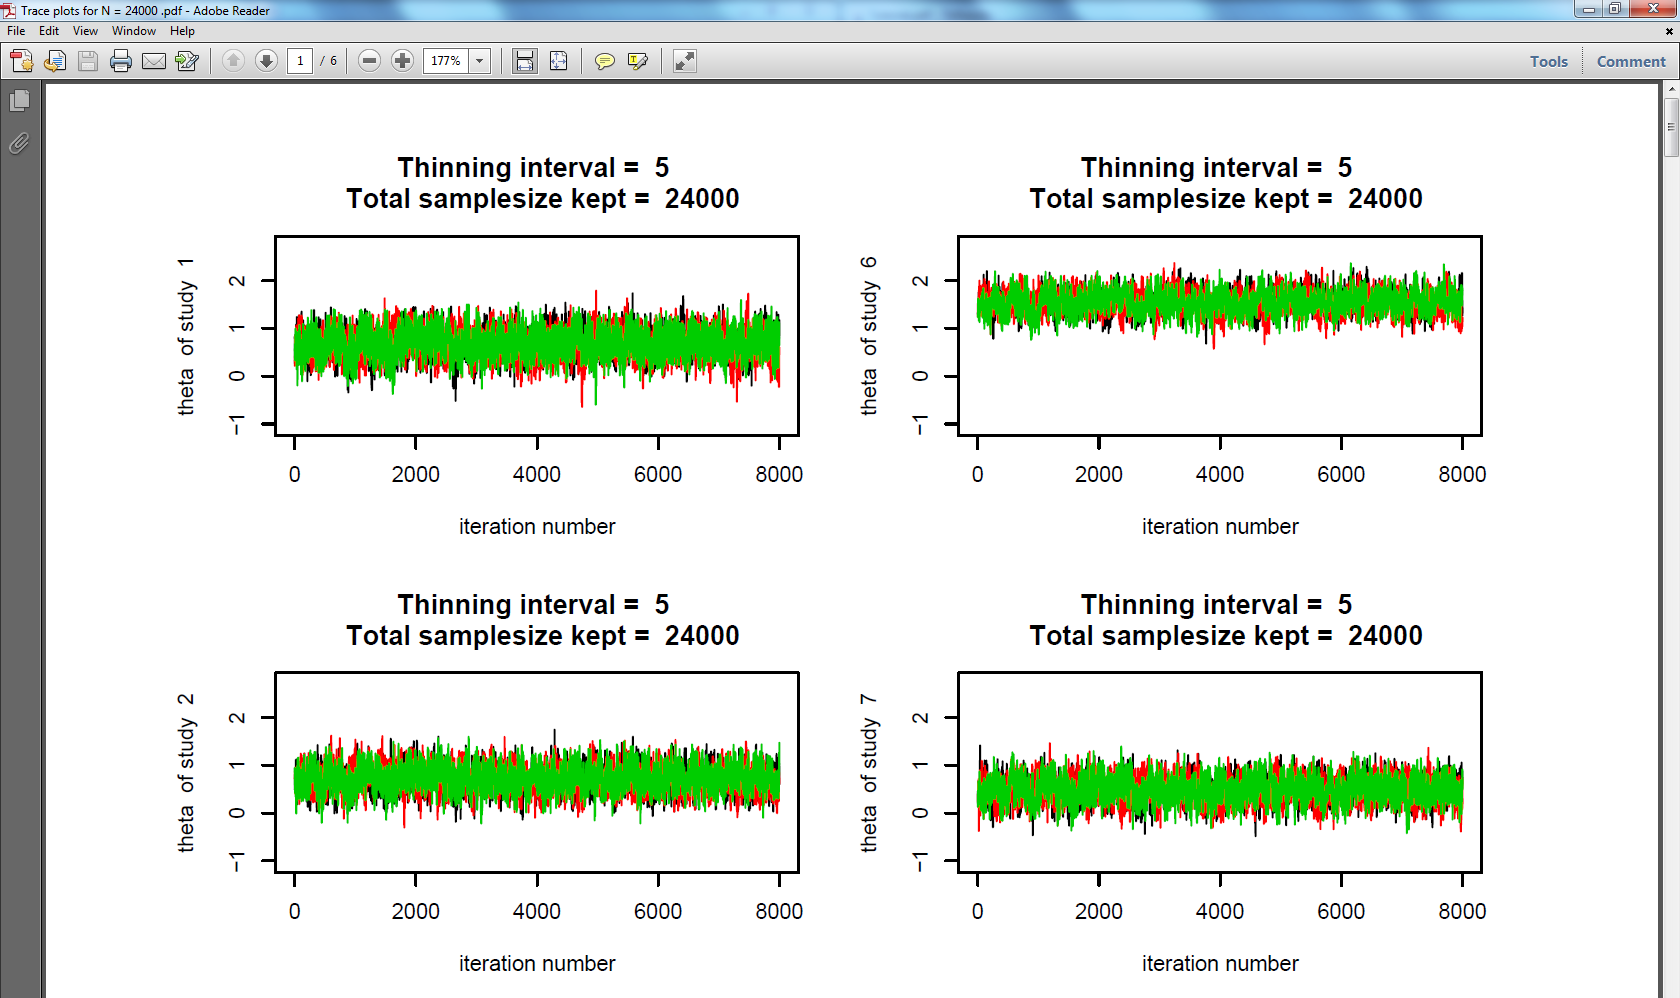 Trace plots for N = 24000 .pdf - Adobe Reader
File Edit View Window Help
1 / 6 177% Tools Comment
Thinning interval = 5
Total samplesize kept = 24000
theta of study 1
2
1
0
−1
0 2000 4000 6000 8000
iteration number
Thinning interval = 5
Total samplesize kept = 24000
theta of study 6
2
1
0
−1
0 2000 4000 6000 8000
iteration number
Thinning interval = 5
Total samplesize kept = 24000
theta of study 2
2
1
0
−1
0 2000 4000 6000 8000
iteration number
Thinning interval = 5
Total samplesize kept = 24000
theta of study 7
2
1
0
−1
0 2000 4000 6000 8000
iteration number